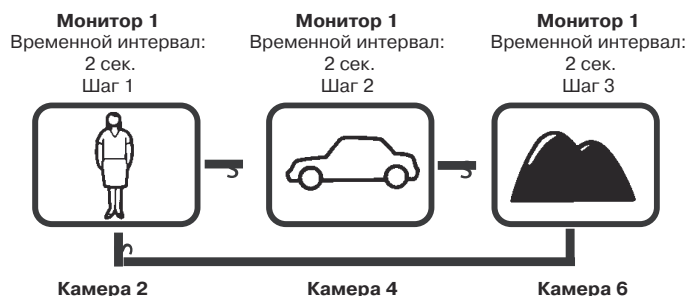 Монитор 1 Монитор 1 Монитор 1
Временной интервал: Временной интервал: Временной интервал:
2 сек. 2 сек. 2 сек.
Шаг 1 Шаг 2 Шаг 3
Камера 2 Камера 4 Камера 6